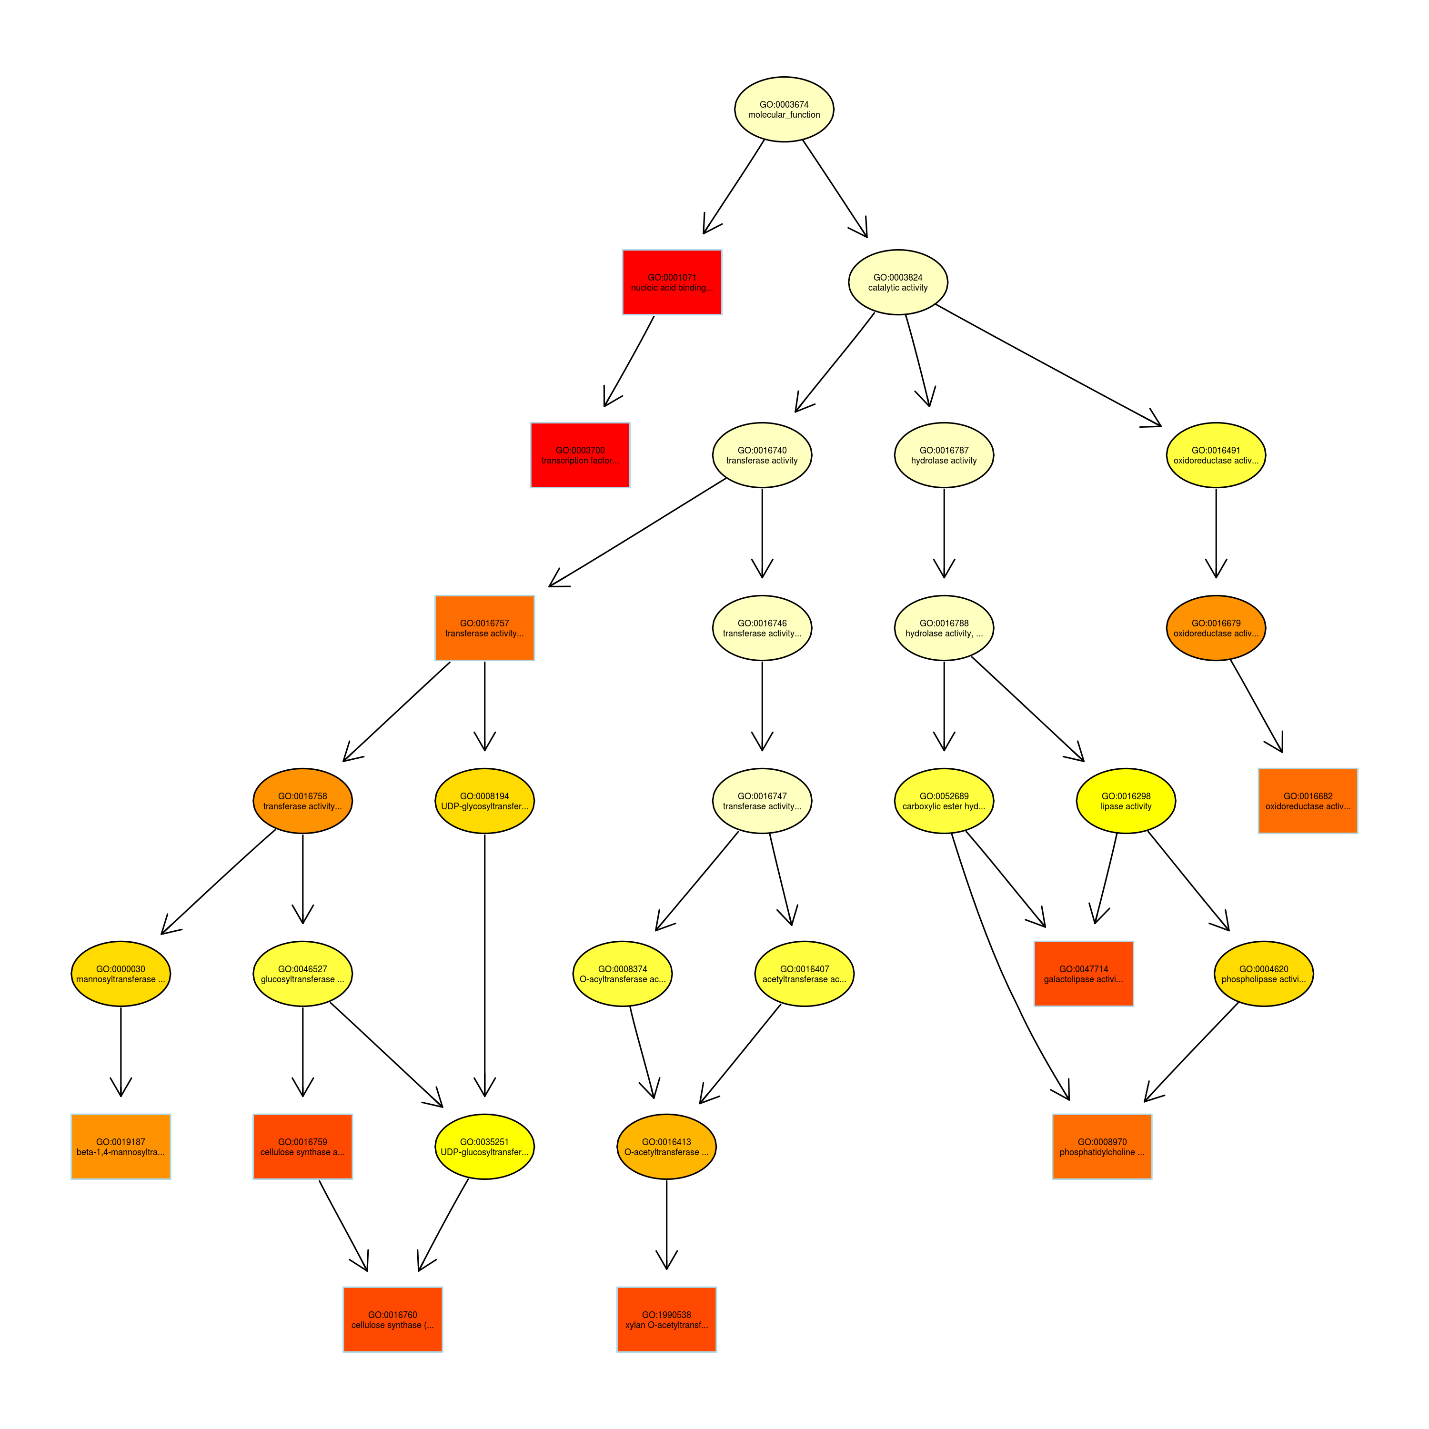 GO:0003674
molecular_function
GO:0001071
nucleic acid binding...
GO:0003824
catalytic activity
GO:0003700
transcription factor...
GO:0016740
transferase activity
GO:0016787
hydrolase activity
GO:0016491
oxidoreductase activ...
GO:0016757
transferase activity...
GO:0016746
transferase activity...
GO:0016788
hydrolase activity, ...
GO:0016679
oxidoreductase activ...
GO:0016758
transferase activity...
GO:0008194
UDP-glycosyltransfer...
GO:0016747
transferase activity...
GO:0052689
carboxylic ester hyd...
GO:0016298
lipase activity
GO:0016682
oxidoreductase activ...
GO:0000030
mannosyltransferase ...
GO:0046527
glucosyltransferase ...
GO:0008374
O-acyltransferase ac...
GO:0016407
acetyltransferase ac...
GO:0047714
galactolipase activi...
GO:0004620
phospholipase activi...
GO:0019187
beta-1,4-mannosyltra...
GO:0016759
cellulose synthase a...
GO:0035251
UDP-glucosyltransfer...
GO:0016413
O-acetyltransferase ...
GO:0008970
phosphatidylcholine ...
GO:0016760
cellulose synthase (...
GO:1990538
xylan O-acetyltransf...